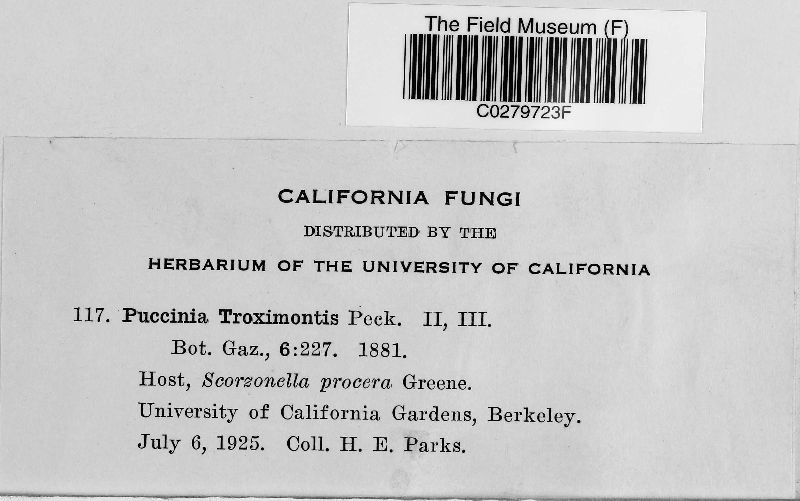 The Field Museum (F)
C0279723F
CALIFORNIA FUNGI
DISTRIBUTED BY THE
HERBARIUM OF THE UNIVERSITY OF CALIFORNIA
117. Puccinia Troximontis Peck. II, III.
Bot. Gaz., 6:227. 1881.
Host, Scorzonella procera Greene.
University of California Gardens, Berkeley.
July 6, 1925. Coll. H. E. Parks.